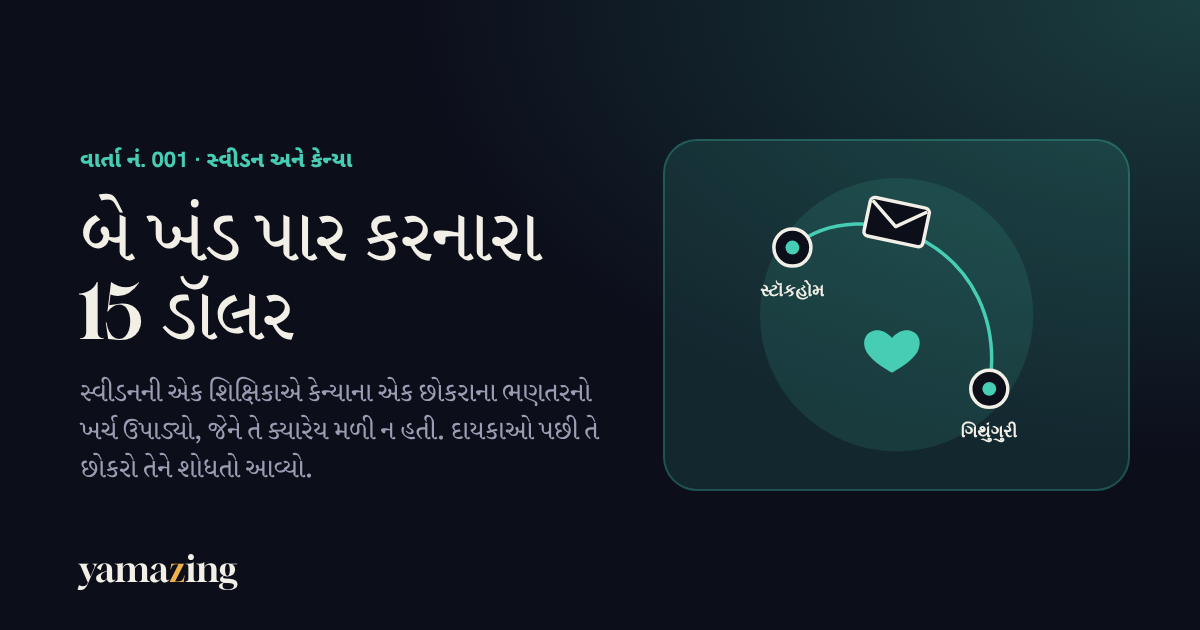 વાર્તા નં. 001 · સ્વીડન અને કેન્યા
બે ખંડ પાર કરનારા
15 ડૉલર
સ્વીડનની એક શિક્ષિકાએ કેન્યાના એક છોકરાના ભણતરનો
ખર્ચ ઉપાડ્યો, જેને તે ક્યારેય મળી ન હતી. દાયકાઓ પછી તે
છોકરો તેને શોધતો આવ્યો.
સ્ટૉકહોમ
ગિથુંગુરી
yamazing